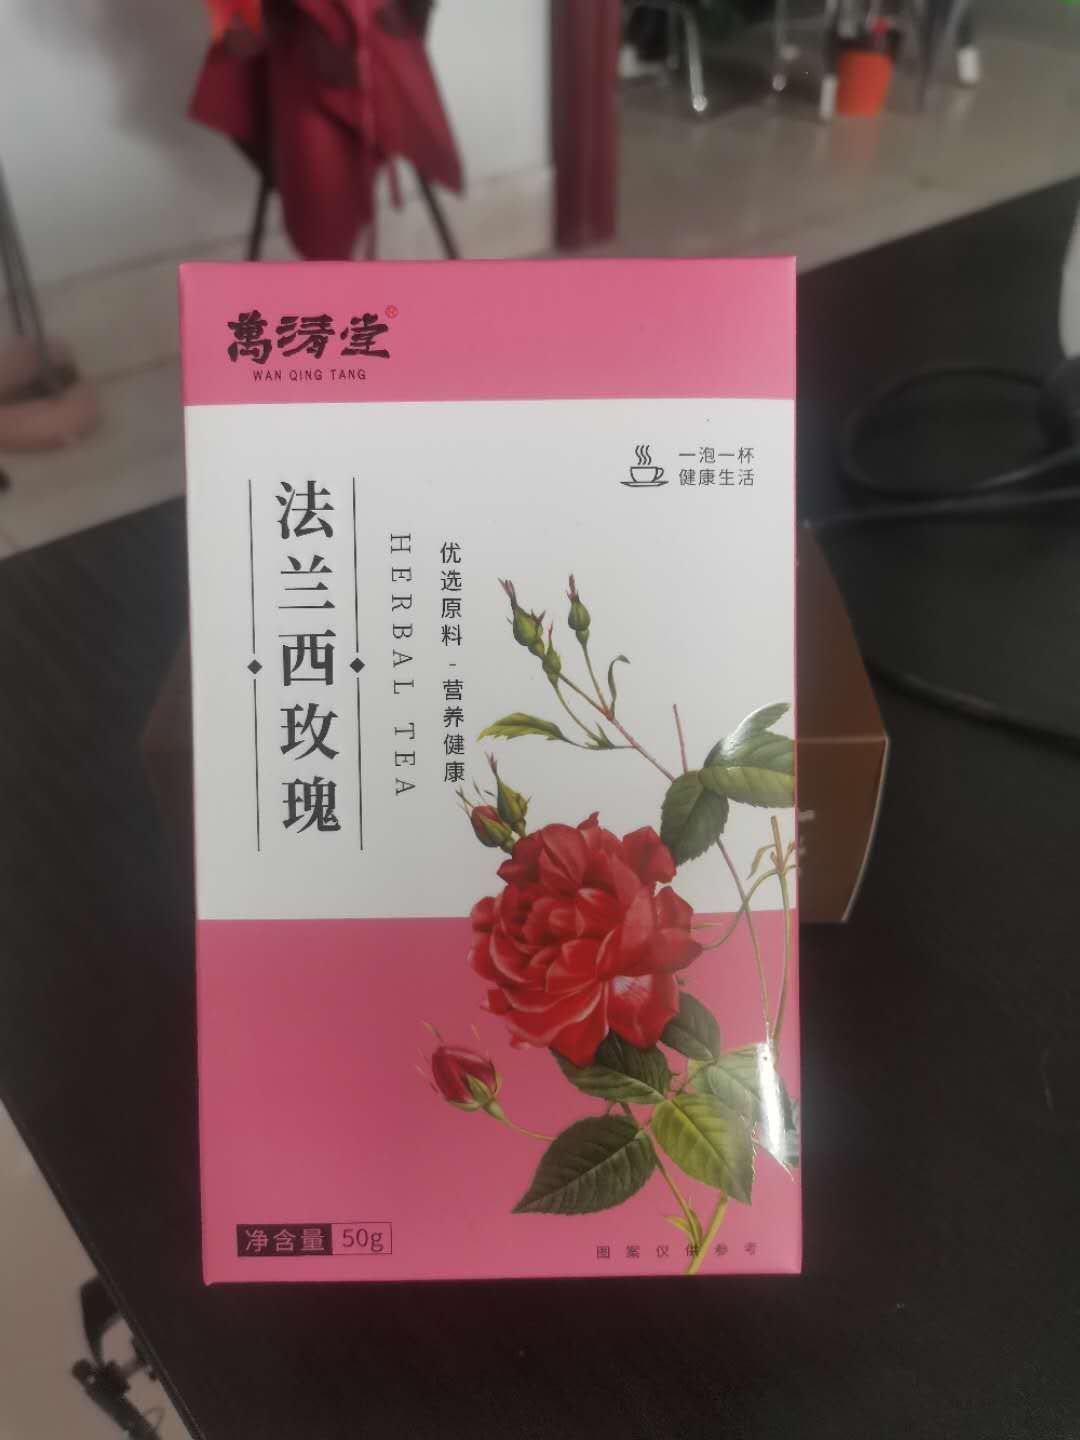 萬清堂®
WAN QING TANG
一泡一杯
健康生活
法兰西玫瑰
HERBAL TEA
优选原料-营养健康
净含量 50g
图案仅供参考